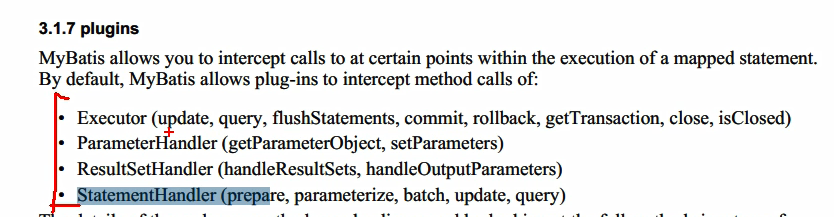 3.1.7 plugins
MyBatis allows you to intercept calls to at certain points within the execution of a mapped statement.
By default, MyBatis allows plug-ins to intercept method calls of:
• Executor (update, query, flushStatements, commit, rollback, getTransaction, close, isClosed)
• ParameterHandler (getParameterObject, setParameters)
• ResultSetHandler (handleResultSets, handleOutputParameters)
• StatementHandler (prepare, parameterize, batch, update, query)